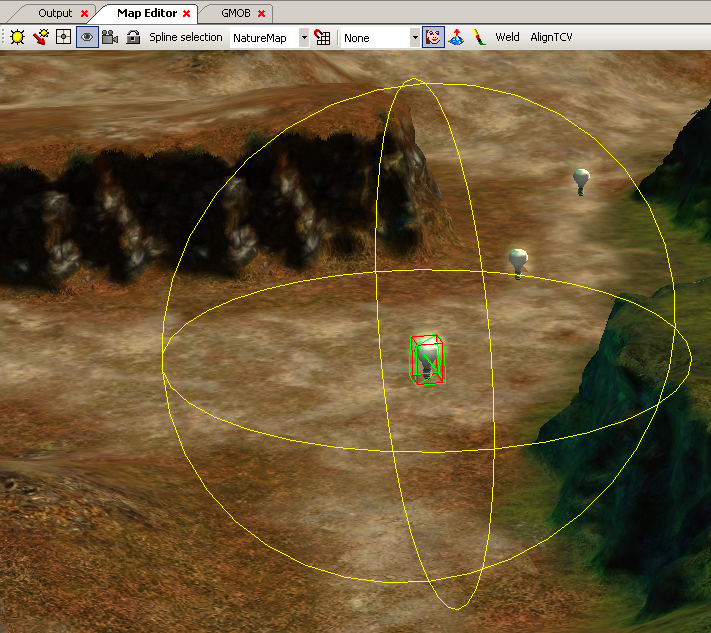 Output Map Editor GMOB
Spline selection NatureMap None Weld AlignTCV